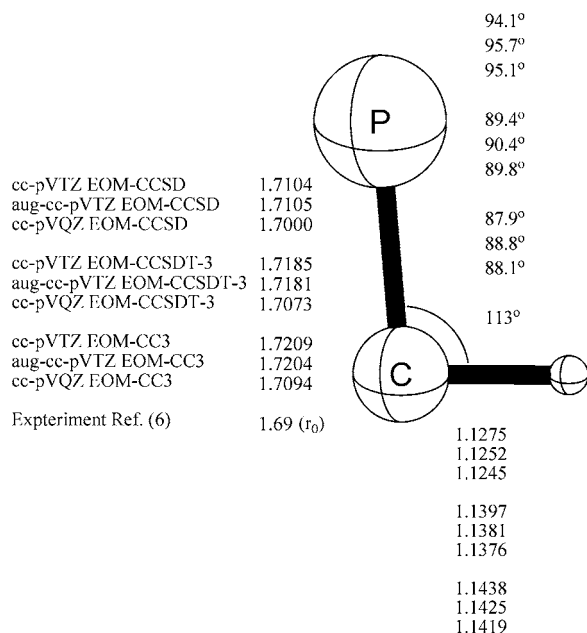 94.1°
95.7°
95.1°
89.4°
90.4°
89.8°
87.9°
88.8°
88.1°
113°
P
cc-pVTZ EOM-CCSD 1.7104
aug-cc-pVTZ EOM-CCSD 1.7105
cc-pVQZ EOM-CCSD 1.7000
cc-pVTZ EOM-CCSDT-3 1.7185
aug-cc-pVTZ EOM-CCSDT-3 1.7181
cc-pVQZ EOM-CCSDT-3 1.7073
cc-pVTZ EOM-CC3 1.7209
aug-cc-pVTZ EOM-CC3 1.7204
cc-pVQZ EOM-CC3 1.7094
Expteriment Ref. (6) 1.69 (r₀)
C
1.1275
1.1252
1.1245
1.1397
1.1381
1.1376
1.1438
1.1425
1.1419